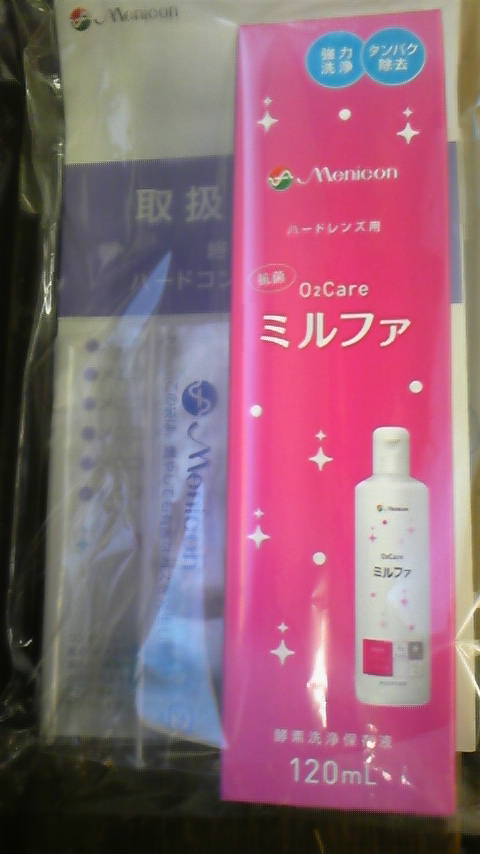 Menicon
強力
洗浄
タンパク
除去
Menicon
ハードレンズ用
抗菌
O2Care
ミルファ
Menicon
O2Care
ミルファ
酵素洗浄保存液
120mL
取扱
ハードコン
Menicon